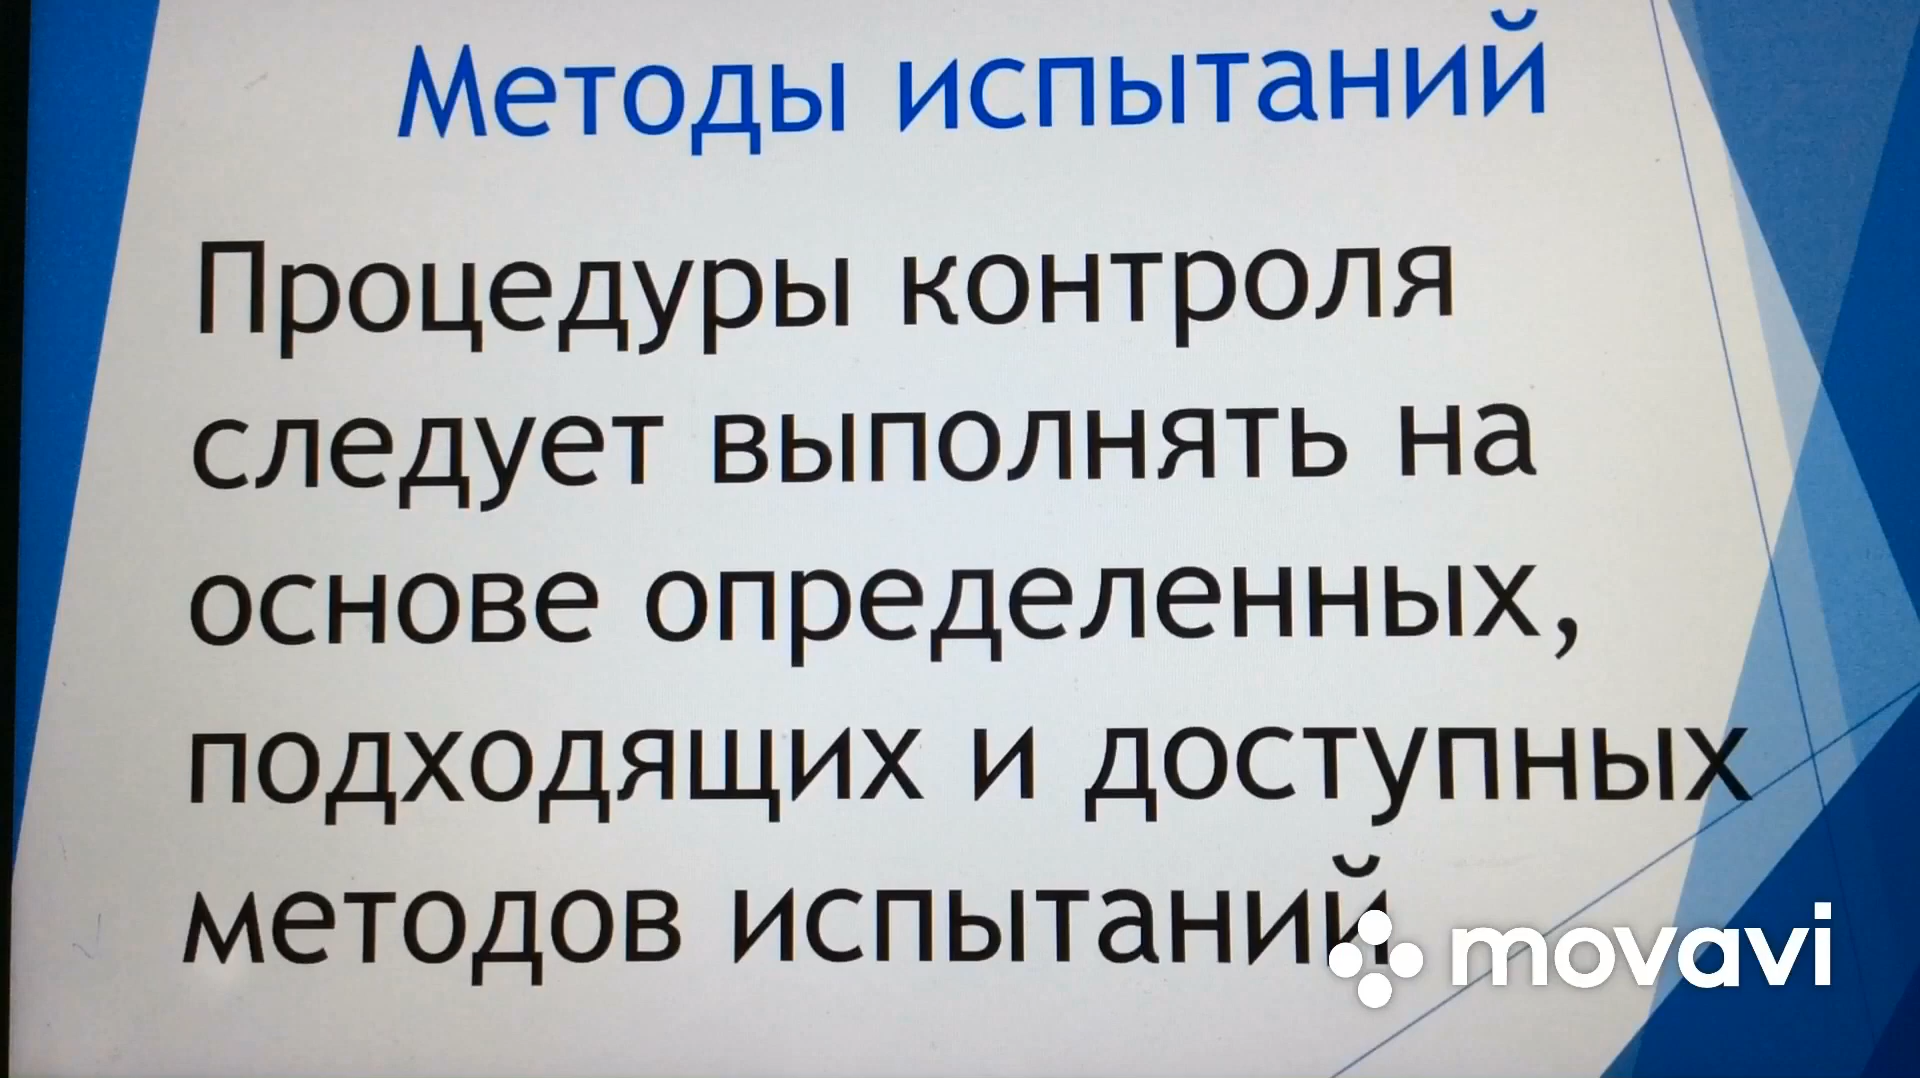 Методы испытаний
Процедуры контроля
следует выполнять на
основе определенных,
подходящих и доступных
методов испытаний
movavi